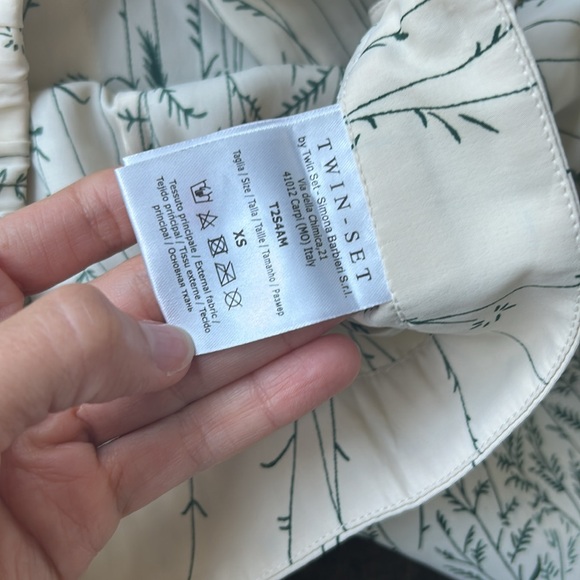 TWIN-SET
by Twin Set - Simona Barbieri S.r.l.
Via della Chimica,21
41012 Carpi (MO) Italy
T2S4AM
Taglia / Size / Talla / Taille / Tamanho / Размер
XS
Tessuto principale / External fabric /
Tejido principal / Tissu externe / Tecido
principal / Основная ткань